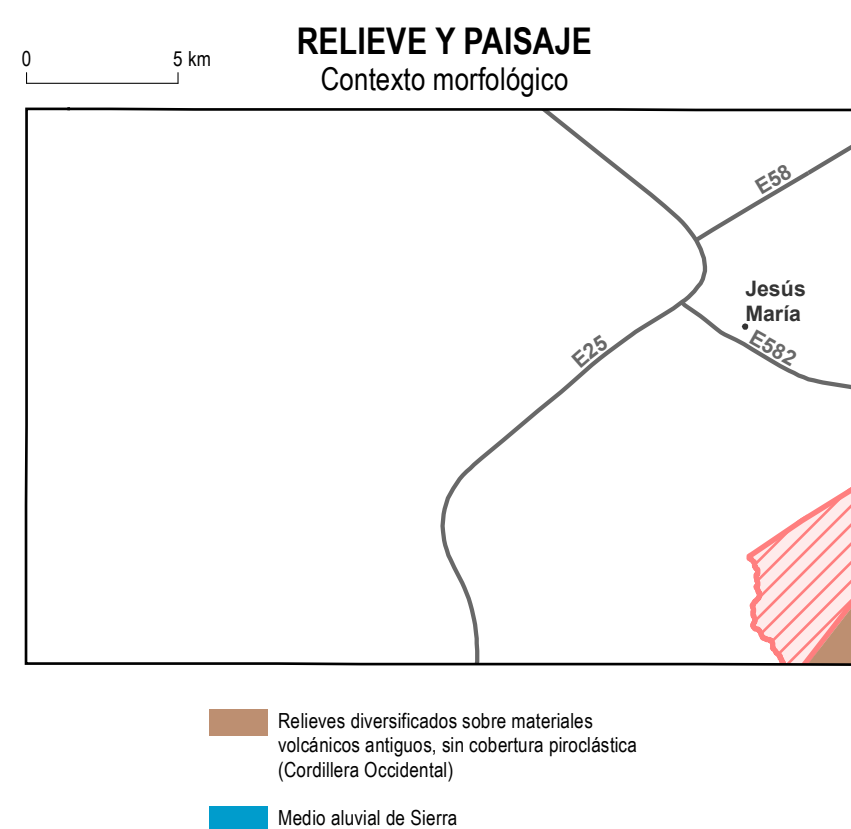 RELIEVE Y PAISAJE
Contexto morfológico
0
5 km
E58
Jesús
María
E582
E25
Relieves diversificados sobre materiales
volcánicos antiguos, sin cobertura piroclástica
(Cordillera Occidental)
Medio aluvial de Sierra